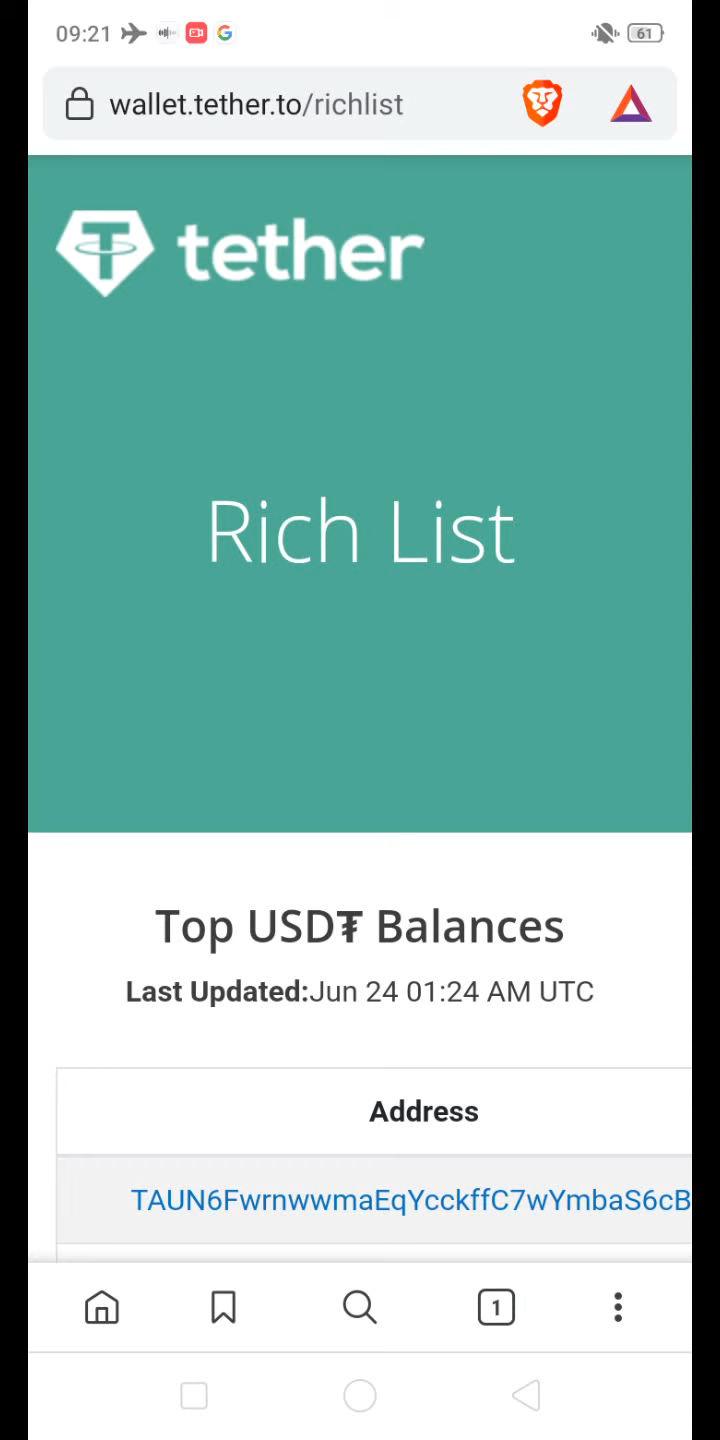 09:21
61
wallet.tether.to/richlist
tether
Rich List
Top USD₮ Balances
Last Updated:Jun 24 01:24 AM UTC
Address
TAUN6FwrnwwmaEqYcckffC7wYmbaS6cB
1